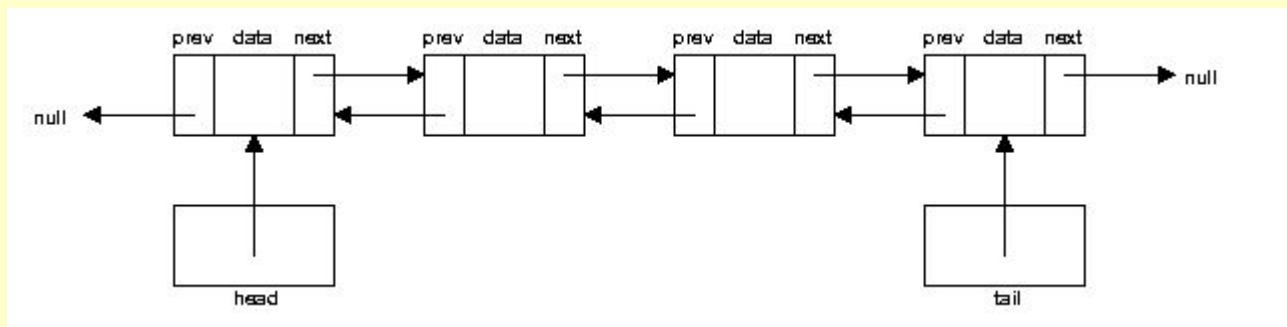 prev data next prev data next prev data next prev data next
null
null
head
tail